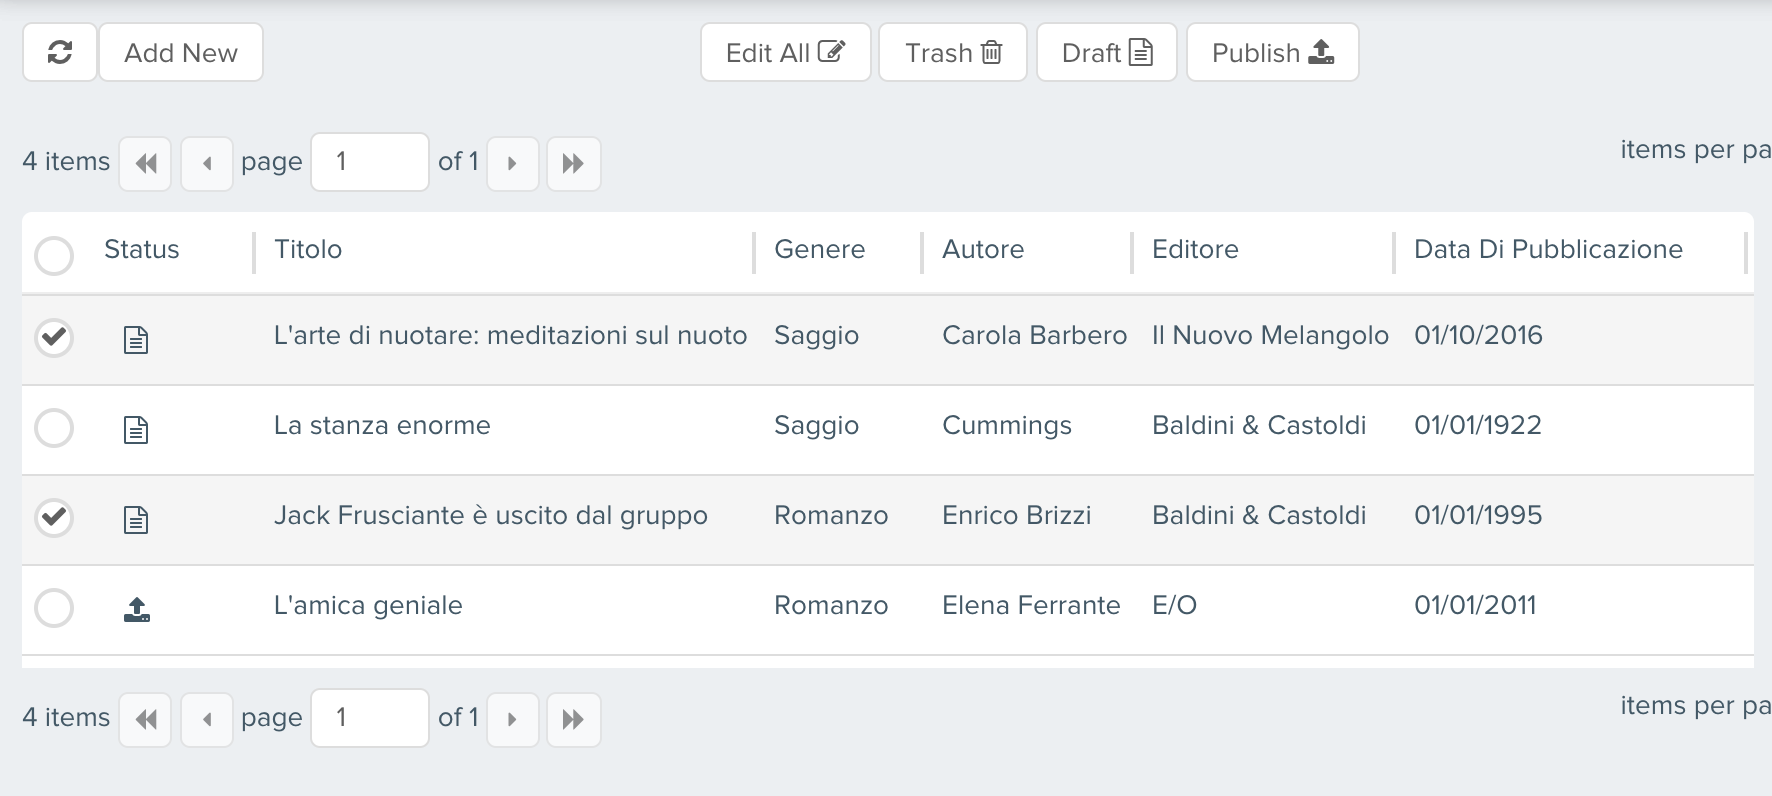 Add New Edit All Trash Draft Publish
4 items page 1 of 1 items per pa
Status Titolo Genere Autore Editore Data Di Pubblicazione
L'arte di nuotare: meditazioni sul nuoto Saggio Carola Barbero Il Nuovo Melangolo 01/10/2016
La stanza enorme Saggio Cummings Baldini & Castoldi 01/01/1922
Jack Frusciante è uscito dal gruppo Romanzo Enrico Brizzi Baldini & Castoldi 01/01/1995
L'amica geniale Romanzo Elena Ferrante E/O 01/01/2011
4 items page 1 of 1 items per pa